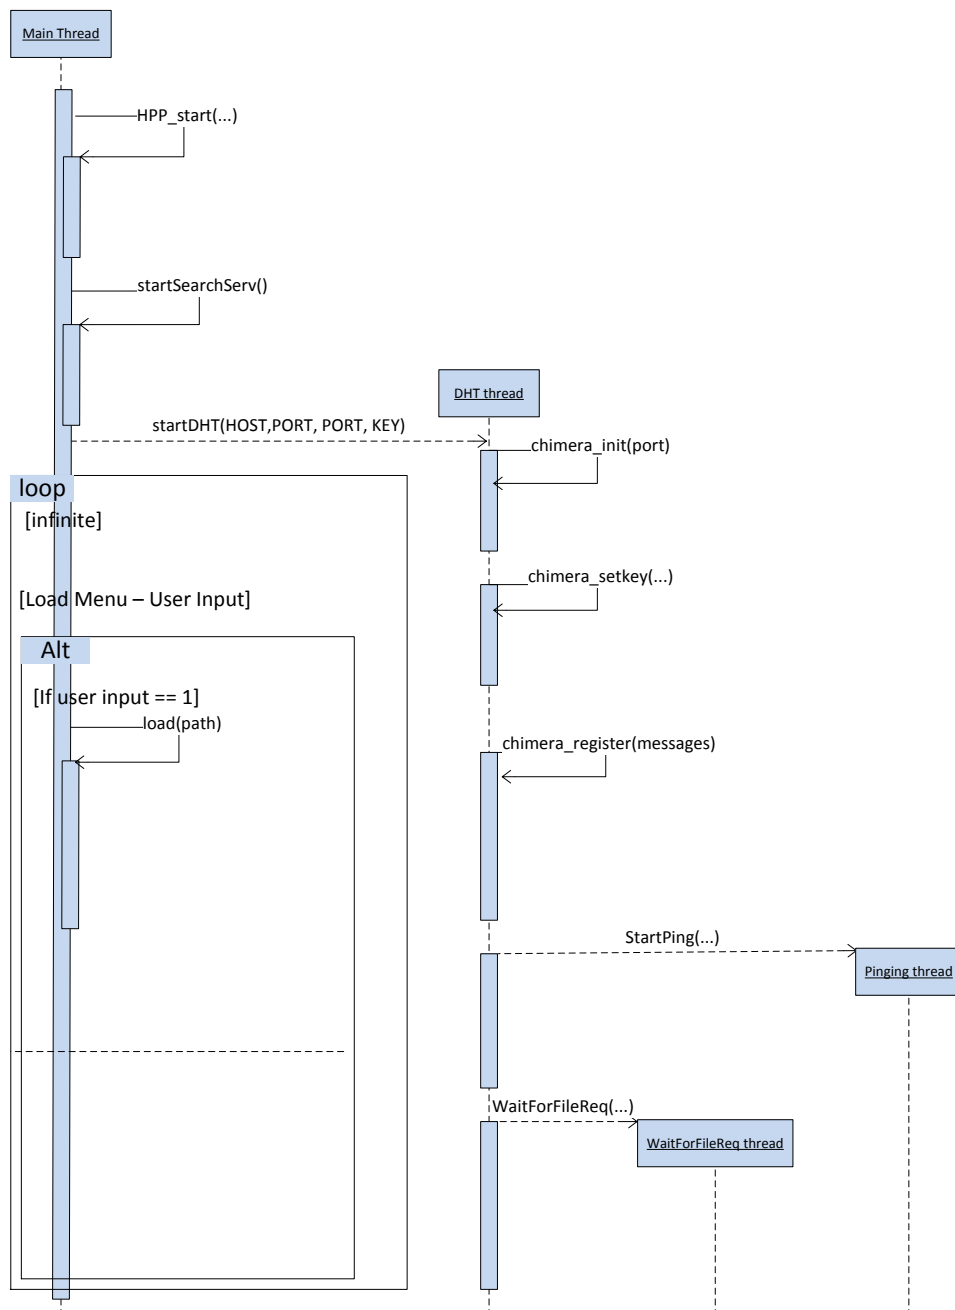 Main Thread
HPP_start(...)
startSearchServ()
DHT thread
startDHT(HOST,PORT, PORT, KEY)
chimera_init(port)
loop
[infinite]
chimera_setkey(...)
[Load Menu – User Input]
Alt
[If user input == 1]
load(path)
chimera_register(messages)
StartPing(...)
Pinging thread
WaitForFileReq(...)
WaitForFileReq thread